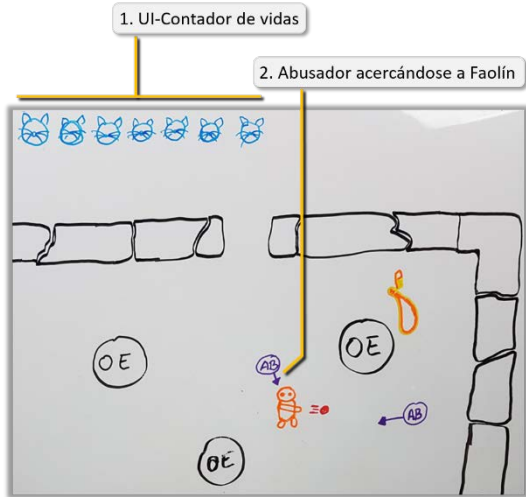 1. UI-Contador de vidas
2. Abusador acercándose a Faolín
OE
OE
AB
AB
OE